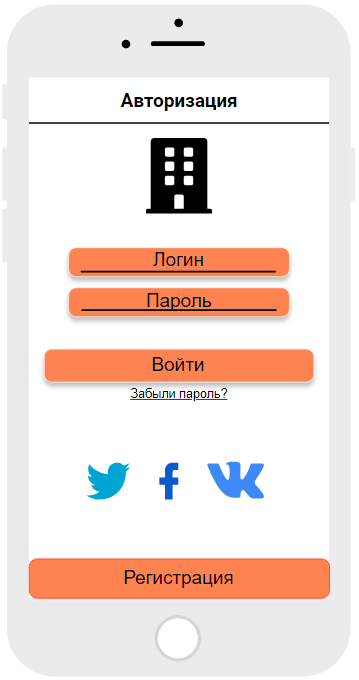 Авторизация
Логин
Пароль
Войти
Забыли пароль?
Регистрация